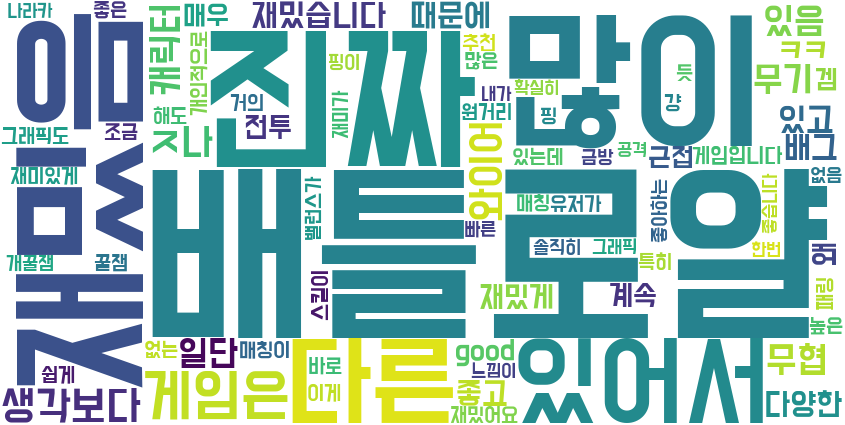 나라카
좋은
매우
재밌습니다
때문에
있음
재밌음
캐릭터
진짜
많이
추천
ㅋㅋ
핑이
많은
듯
무기
겜
개인적으로
확실히
해도
거의
재미가
내가
원거리
핑
걍
있고
그래픽도
조금
지나
전투
와이어
공격
배그
재미있게
있는데
금방
근접
게임입니다
없음
배틀로얄
밸런스가
매칭
유저가
좋아하는
좋습니다
빠른
솔직히
그래픽
한번
왜
개꿀잼
꿀잼
특히
스킬이
재밌게
계속
패링
높은
없는
일단
매칭이
다른
good
있어서
무협
쉽게
바로
느낌이
생각보다
게임은
이게
좋고
재밌어요
다양한